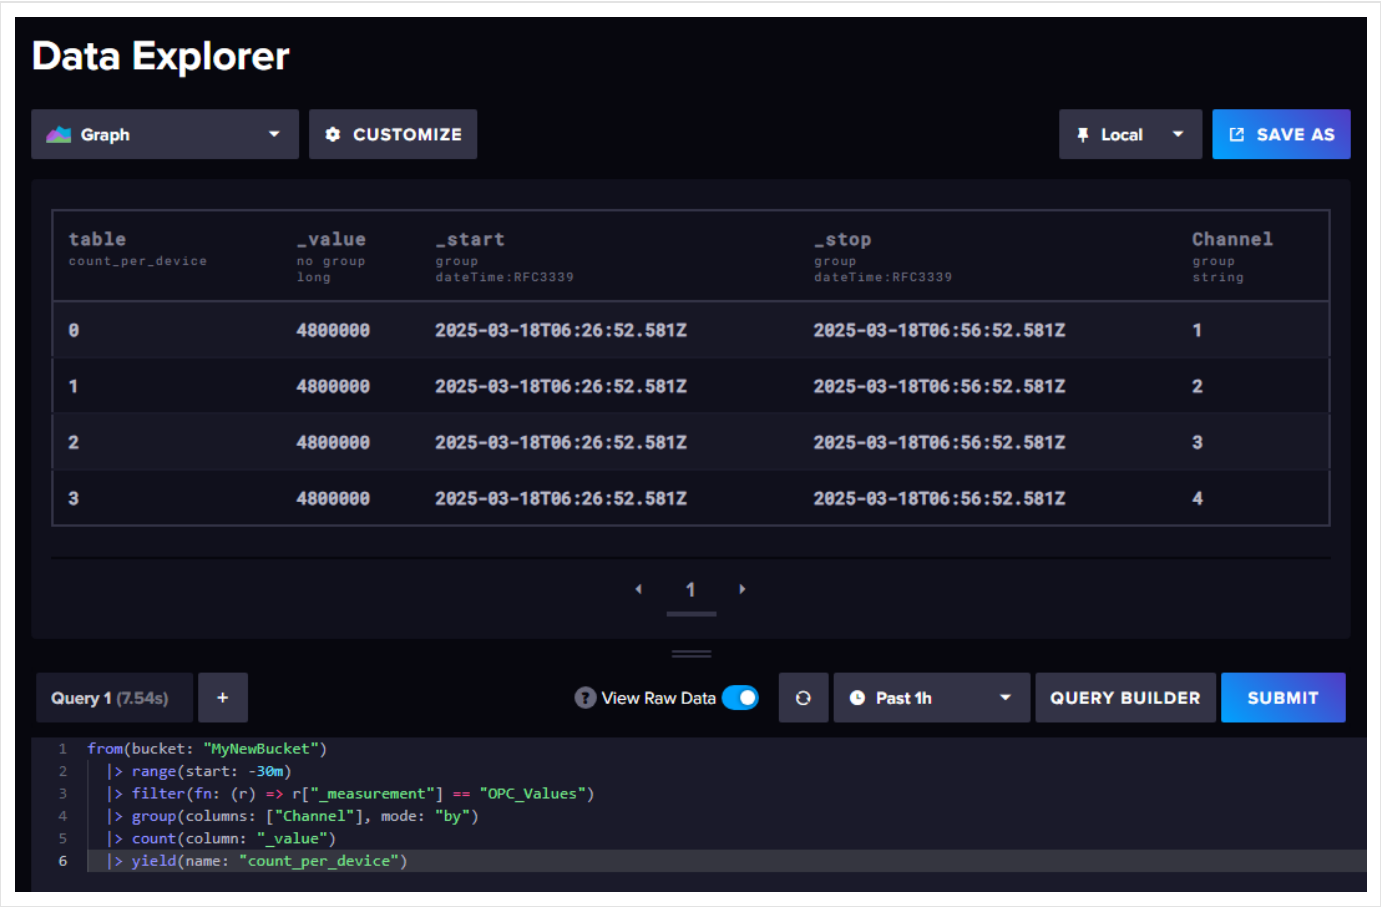 Data Explorer
Graph CUSTOMIZE Local SAVE AS
table _value _start _stop Channel
count_per_device no group group group group
long dateTime:RFC3339 dateTime:RFC3339 string
0 4800000 2025-03-18T06:26:52.581Z 2025-03-18T06:56:52.581Z 1
1 4800000 2025-03-18T06:26:52.581Z 2025-03-18T06:56:52.581Z 2
2 4800000 2025-03-18T06:26:52.581Z 2025-03-18T06:56:52.581Z 3
3 4800000 2025-03-18T06:26:52.581Z 2025-03-18T06:56:52.581Z 4
1
Query 1 (7.54s) + ? View Raw Data Past 1h QUERY BUILDER SUBMIT
1 from(bucket: "MyNewBucket")
2 |> range(start: -30m)
3 |> filter(fn: (r) => r["_measurement"] == "OPC_Values")
4 |> group(columns: ["Channel"], mode: "by")
5 |> count(column: "_value")
6 |> yield(name: "count_per_device")